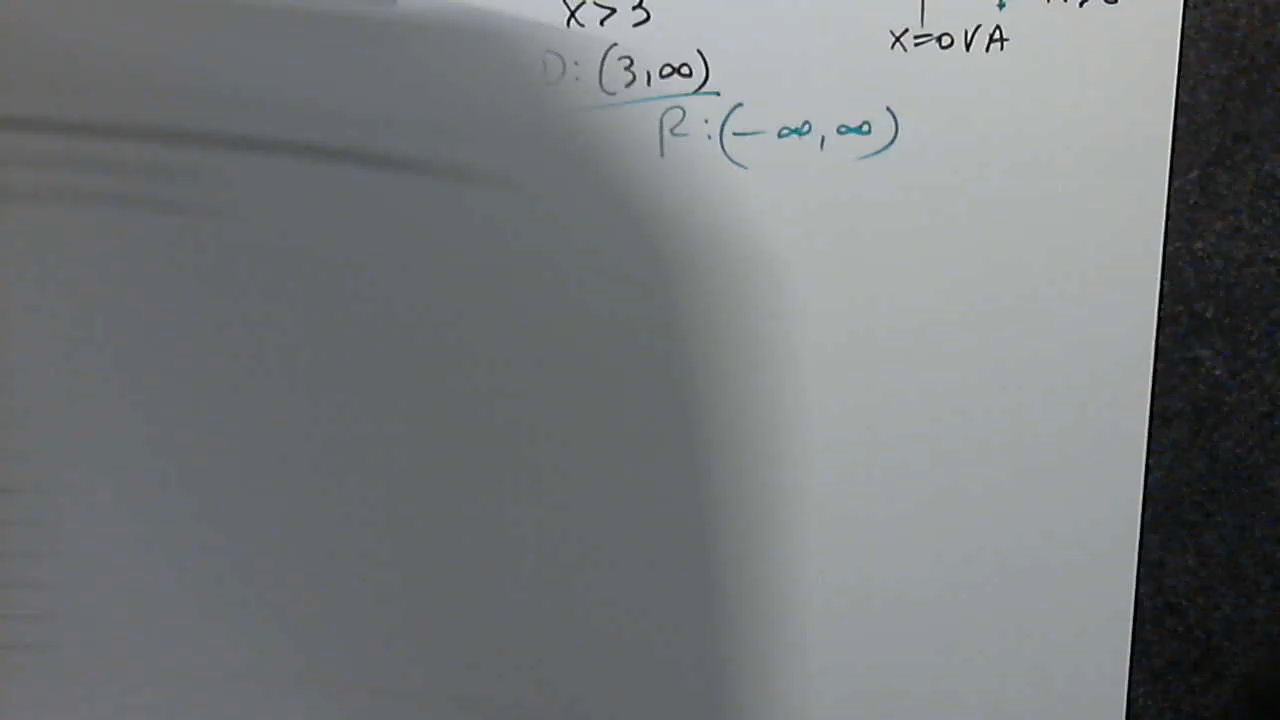 x > 3
x=0 VA
D: (3,∞)
R: (-∞,∞)